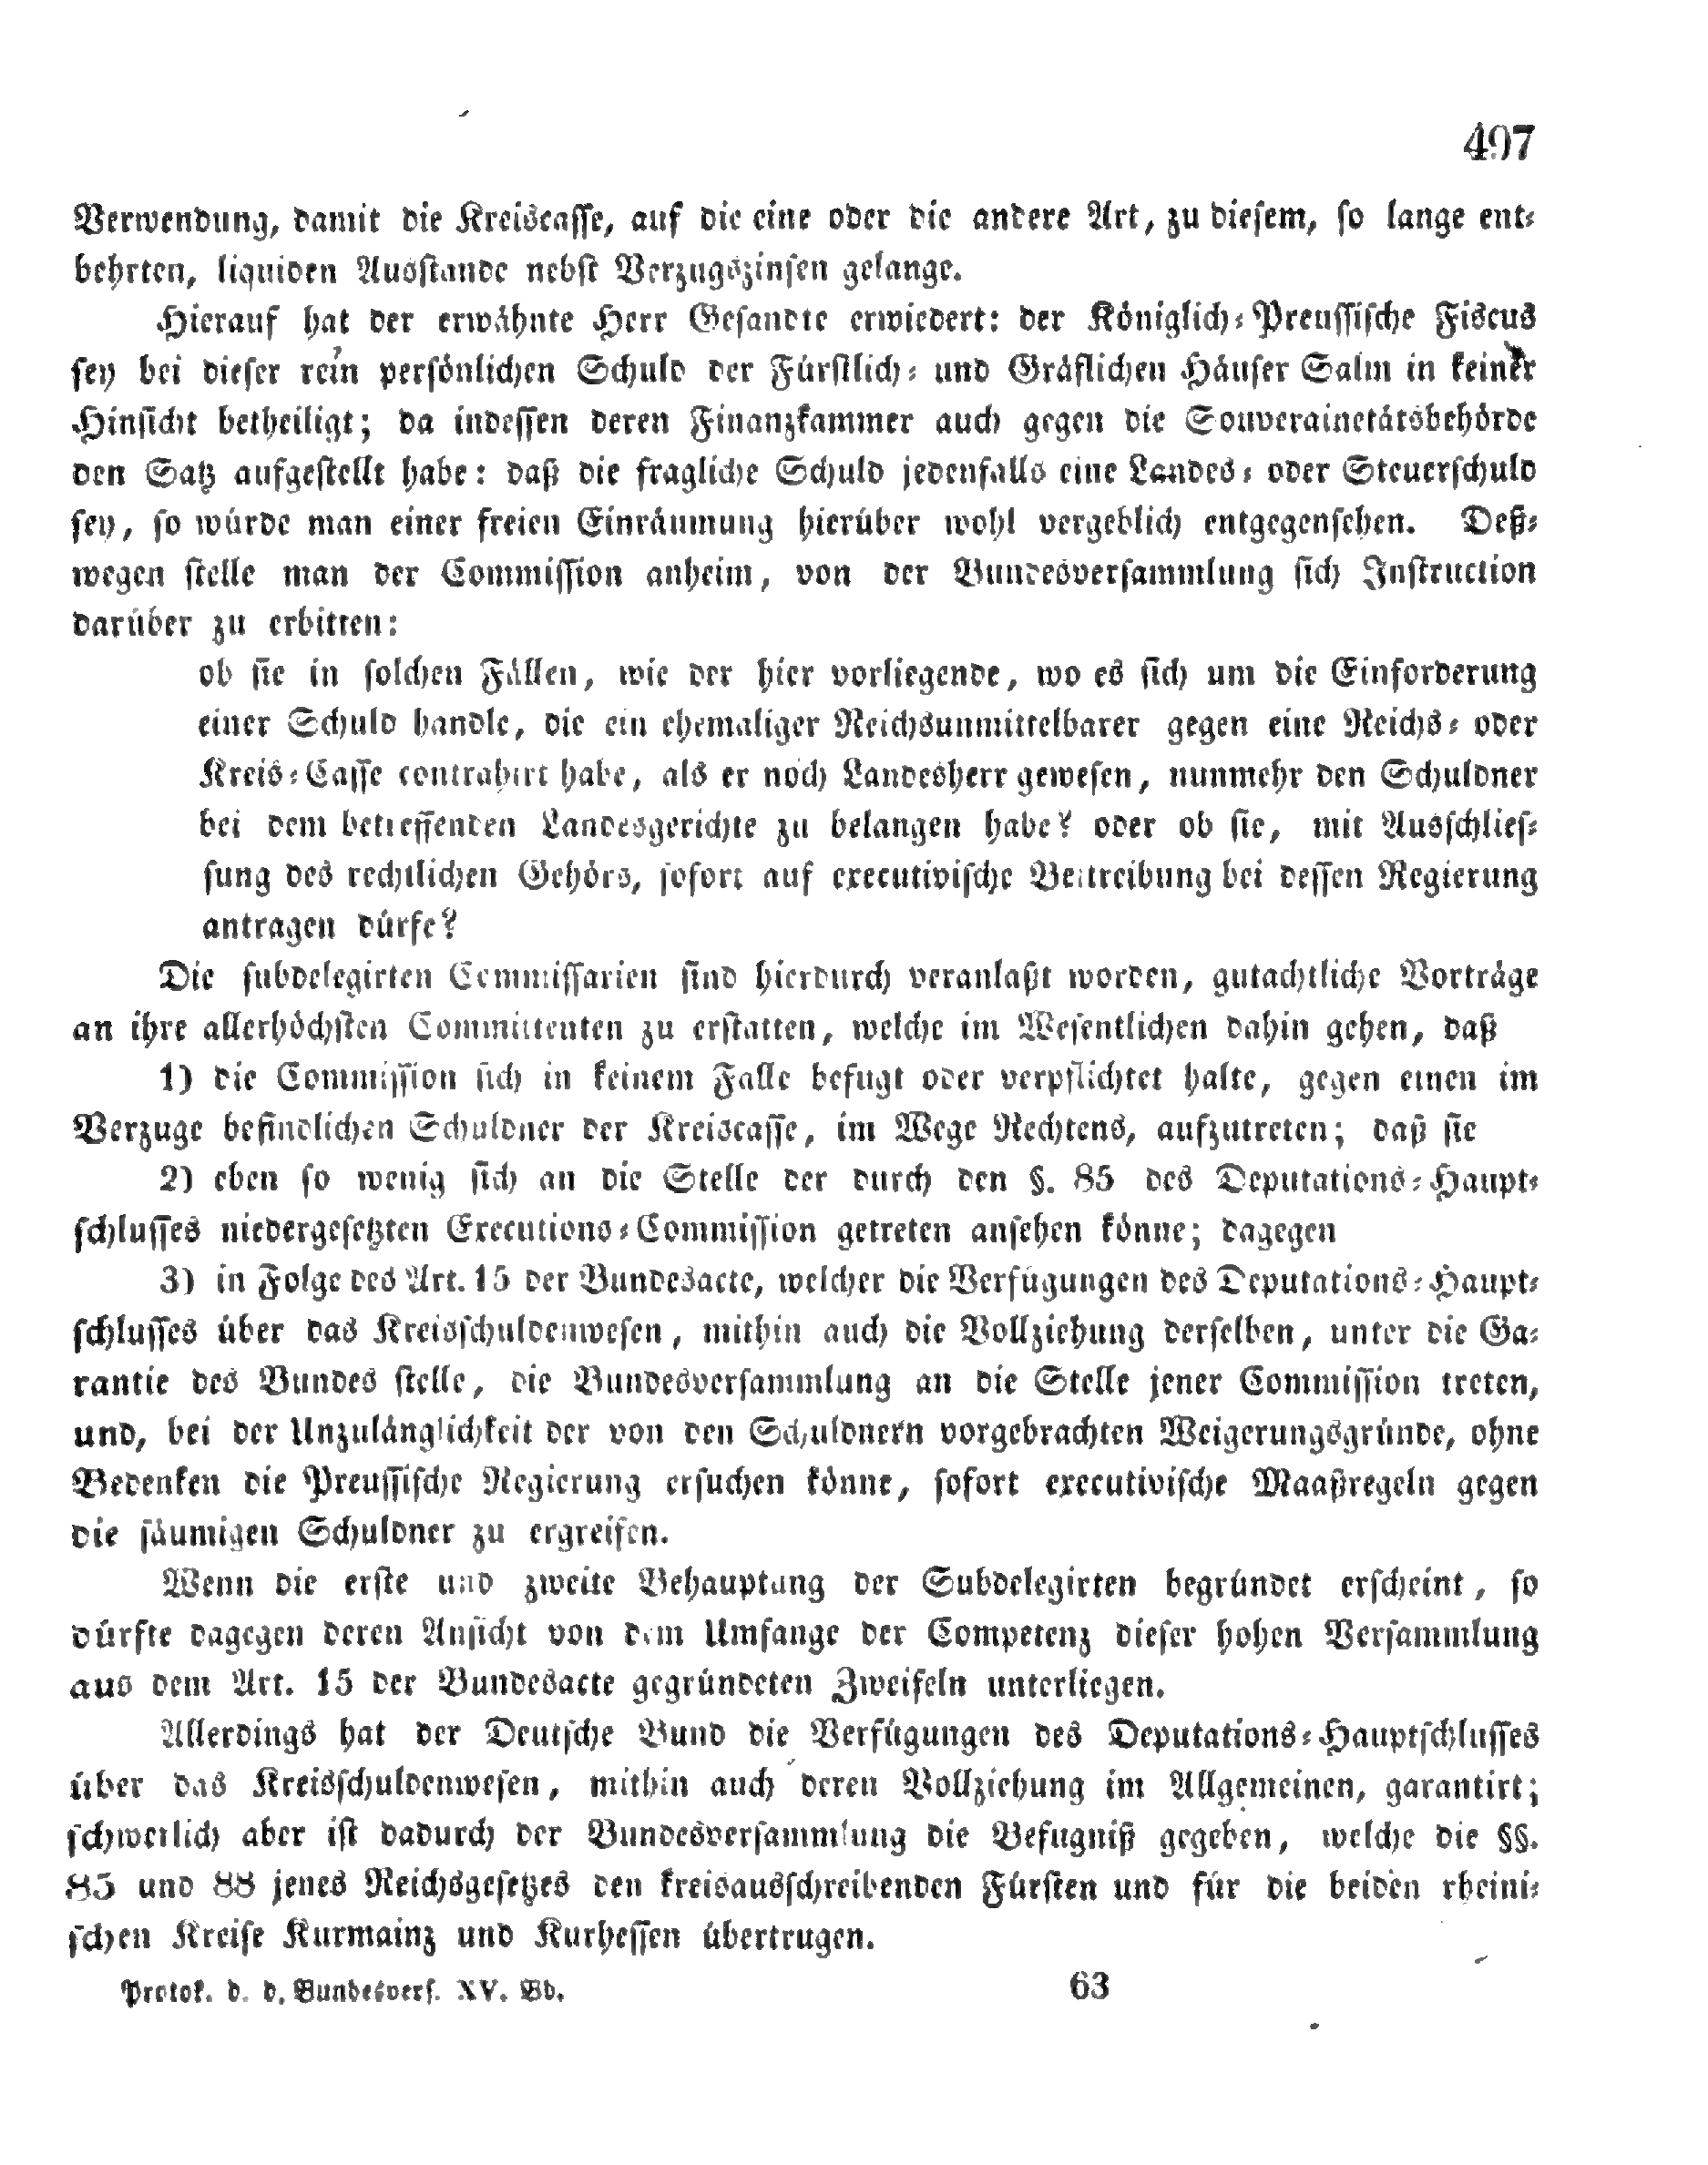 497
Verwendung, damit die Kreiscasse, auf die eine oder die andere Art, zu diesem, so lange ent-
behrten, liquiden Ausstande nebst Verzugszinsen gelange.
Hierauf hat der erwähnte Herr Gesandte erwiedert: der Königlich-Preussische Fiscus
sey bei dieser rein persönlichen Schuld der Fürstlich- und Gräflichen Häuser Salm in keiner
Hinsicht betheiligt; da indessen deren Finanzkammer auch gegen die Souverainetätsbehörde
den Satz aufgestellt habe: daß die fragliche Schuld jedenfalls eine Landes- oder Steuerschuld
sey, so würde man einer freien Einräumung hierüber wohl vergeblich entgegensehen. Deß-
wegen stelle man der Commission anheim, von der Bundesversammlung sich Instruction
darüber zu erbitten:
ob sie in solchen Fällen, wie der hier vorliegende, wo es sich um die Einforderung
einer Schuld handle, die ein ehemaliger Reichsunmittelbarer gegen eine Reichs- oder
Kreis-Casse contrahirt habe, als er noch Landesherr gewesen, nunmehr den Schuldner
bei dem betreffenden Landesgerichte zu belangen habe? oder ob sie, mit Ausschlies-
sung des rechtlichen Gehörs, sofort auf executivische Beitreibung bei dessen Regierung
antragen dürfe?
Die subdelegirten Commissarien sind hierdurch veranlaßt worden, gutachtliche Vorträge
an ihre allerhöchsten Committenten zu erstatten, welche im Wesentlichen dahin gehen, daß
1) die Commission sich in keinem Falle befugt oder verpflichtet halte, gegen einen im
Verzuge befindlichen Schuldner der Kreiscasse, im Wege Rechtens, aufzutreten; daß sie
2) eben so wenig sich an die Stelle der durch den §. 85 des Deputations-Haupt-
schlusses niedergesetzten Executions-Commission getreten ansehen könne; dagegen
3) in Folge des Art. 15 der Bundesacte, welcher die Verfügungen des Deputations-Haupt-
schlusses über das Kreisschuldenwesen, mithin auch die Vollziehung derselben, unter die Ga-
rantie des Bundes stelle, die Bundesversammlung an die Stelle jener Commission treten,
und, bei der Unzulänglichkeit der von den Schuldnern vorgebrachten Weigerungsgründe, ohne
Bedenken die Preussische Regierung ersuchen könne, sofort executivische Maaßregeln gegen
die säumigen Schuldner zu ergreifen.
Wenn die erste und zweite Behauptung der Subdelegirten begründet erscheint, so
dürfte dagegen deren Ansicht von dem Umfange der Competenz dieser hohen Versammlung
aus dem Art. 15 der Bundesacte gegründeten Zweifeln unterliegen.
Allerdings hat der Deutsche Bund die Verfügungen des Deputations-Hauptschlusses
über das Kreisschuldenwesen, mithin auch deren Vollziehung im Allgemeinen, garantirt;
schwerlich aber ist dadurch der Bundesversammlung die Befugniß gegeben, welche die §§.
85 und 88 jenes Reichsgesetzes den kreisausschreibenden Fürsten und für die beiden rheini-
schen Kreise Kurmainz und Kurhessen übertrugen.
Protok. d. d. Bundesvers. XV. Bd. 63